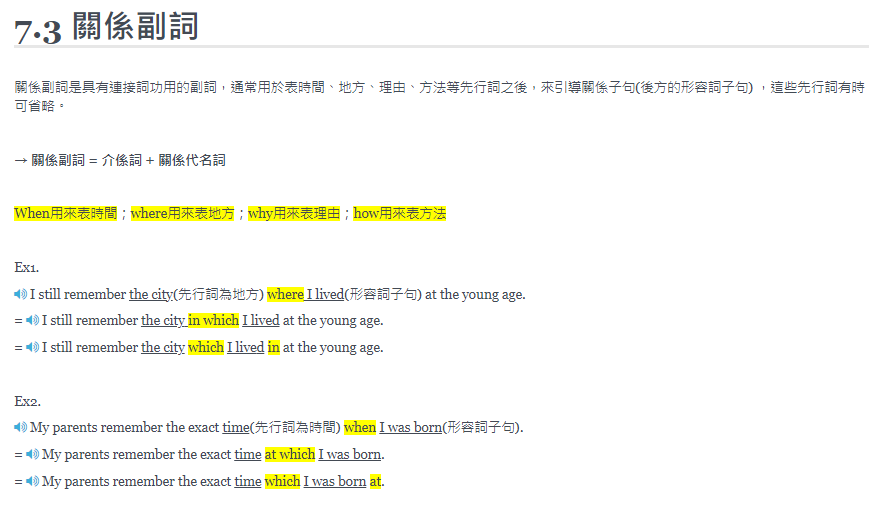 7.3 關係副詞
關係副詞是具有連接詞功用的副詞，通常用於表時間、地方、理由、方法等先行詞之後，來引導關係子句(後方的形容詞子句) ，這些先行詞有時
可省略。
→ 關係副詞 = 介係詞 + 關係代名詞
When用來表時間；where用來表地方；why用來表理由；how用來表方法
Ex1.
I still remember the city(先行詞為地方) where I lived(形容詞子句) at the young age.
= I still remember the city in which I lived at the young age.
= I still remember the city which I lived in at the young age.
Ex2.
My parents remember the exact time(先行詞為時間) when I was born(形容詞子句).
= My parents remember the exact time at which I was born.
= My parents remember the exact time which I was born at.